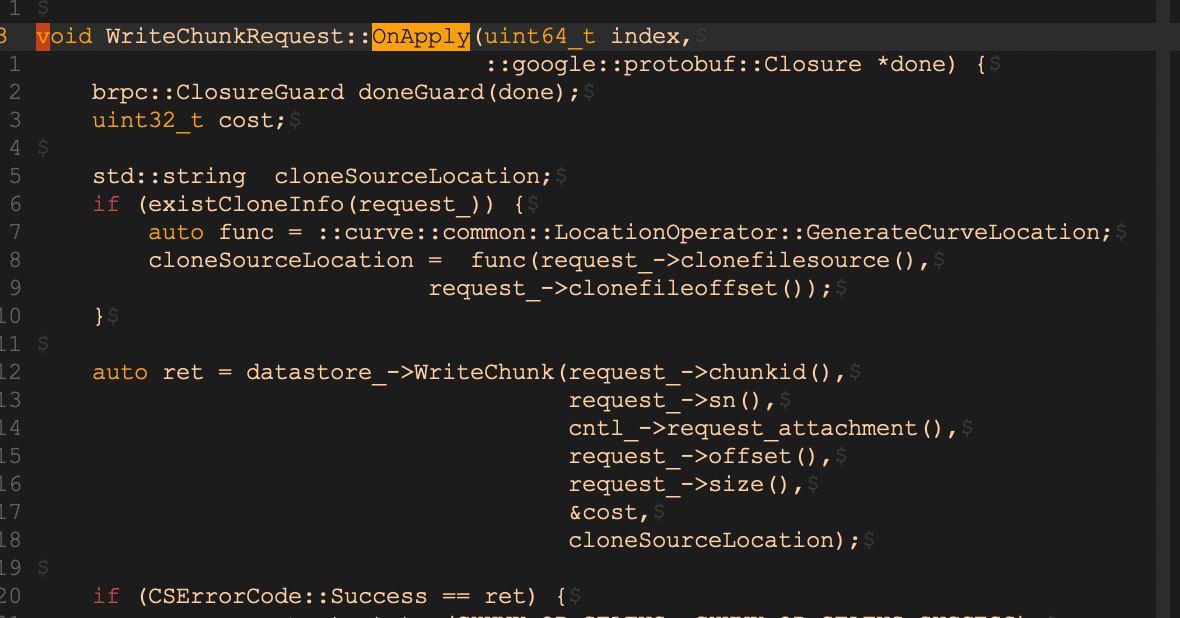 1 $
3 void WriteChunkRequest::OnApply(uint64_t index,$
1                                 ::google::protobuf::Closure *done) {$
2     brpc::ClosureGuard doneGuard(done);$
3     uint32_t cost;$
4 $
5     std::string  cloneSourceLocation;$
6     if (existCloneInfo(request_)) {$
7         auto func = ::curve::common::LocationOperator::GenerateCurveLocation;$
8         cloneSourceLocation =  func(request_->clonefilesource(),$
9                             request_->clonefileoffset());$
10     }$
11 $
12     auto ret = datastore_->WriteChunk(request_->chunkid(),$
13                                       request_->sn(),$
14                                       cntl_->request_attachment(),$
15                                       request_->offset(),$
16                                       request_->size(),$
17                                       &cost,$
18                                       cloneSourceLocation);$
19 $
20     if (CSErrorCode::Success == ret) {$